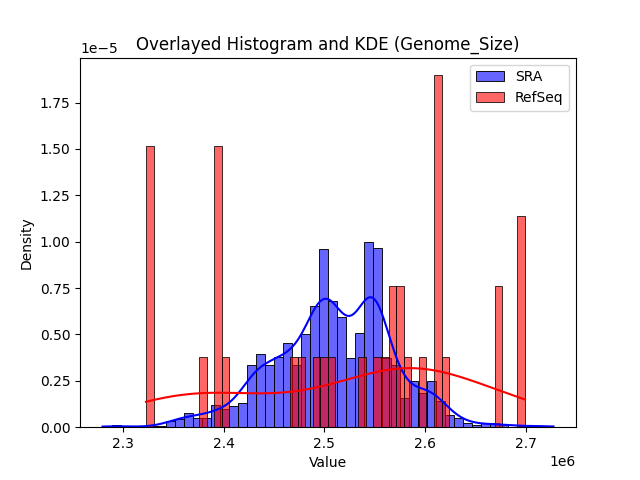 Overlayed Histogram and KDE (Genome_Size)
1e−5
SRA
RefSeq
1.75
1.50
1.25
1.00
0.75
0.50
0.25
0.00
Density
2.3 2.4 2.5 2.6 2.7
Value
1e6